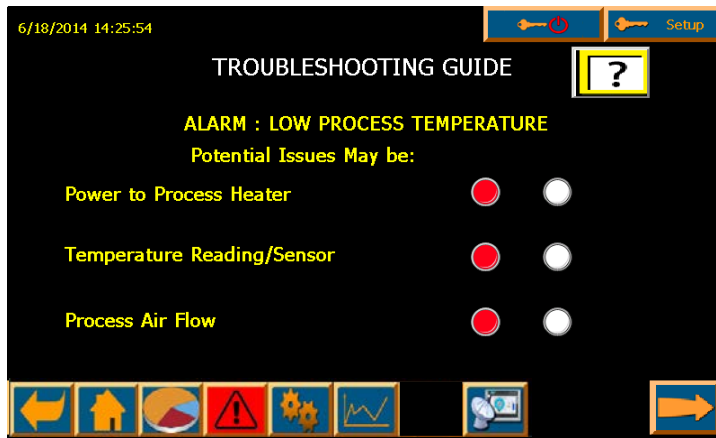 6/18/2014 14:25:54
Setup
TROUBLESHOOTING GUIDE
?
ALARM : LOW PROCESS TEMPERATURE
Potential Issues May be:
Power to Process Heater
Temperature Reading/Sensor
Process Air Flow